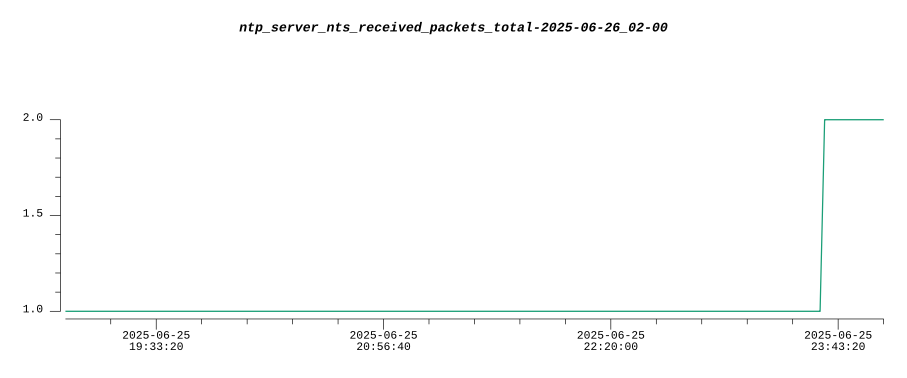 ntp_server_nts_received_packets_total-2025-06-26_02-00
2.0
1.5
1.0
2025-06-25 2025-06-25 2025-06-25 2025-06-25
19:33:20 20:56:40 22:20:00 23:43:20